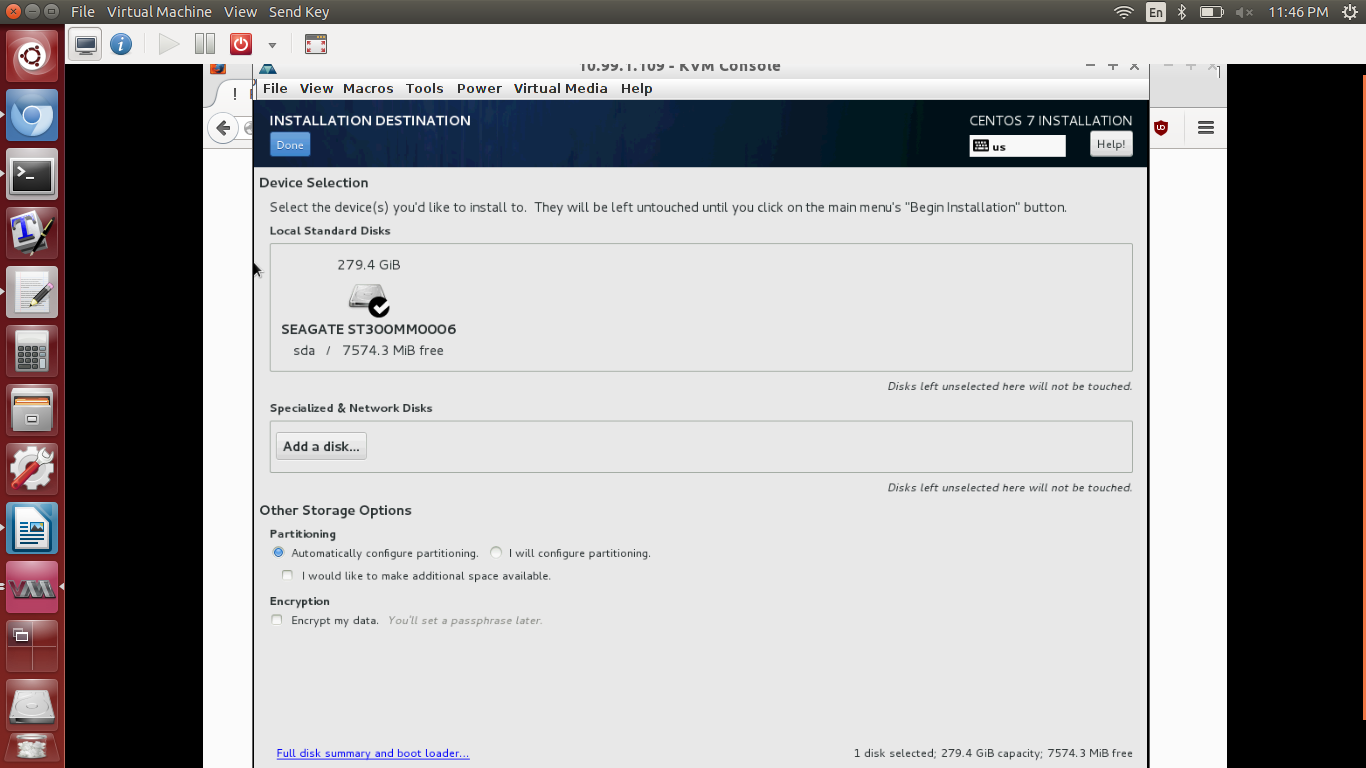 File Virtual Machine View Send Key En 11:46 PM
10.99.1.109 - KVM Console
File View Macros Tools Power Virtual Media Help
INSTALLATION DESTINATION
CENTOS 7 INSTALLATION
Done
us
Help!
Device Selection
Select the device(s) you'd like to install to. They will be left untouched until you click on the main menu's "Begin Installation" button.
Local Standard Disks
279.4 GiB
SEAGATE ST300MM0006
sda / 7574.3 MiB free
Disks left unselected here will not be touched.
Specialized & Network Disks
Add a disk...
Disks left unselected here will not be touched.
Other Storage Options
Partitioning
Automatically configure partitioning. I will configure partitioning.
I would like to make additional space available.
Encryption
Encrypt my data. You'll set a passphrase later.
Full disk summary and boot loader...
1 disk selected; 279.4 GiB capacity; 7574.3 MiB free